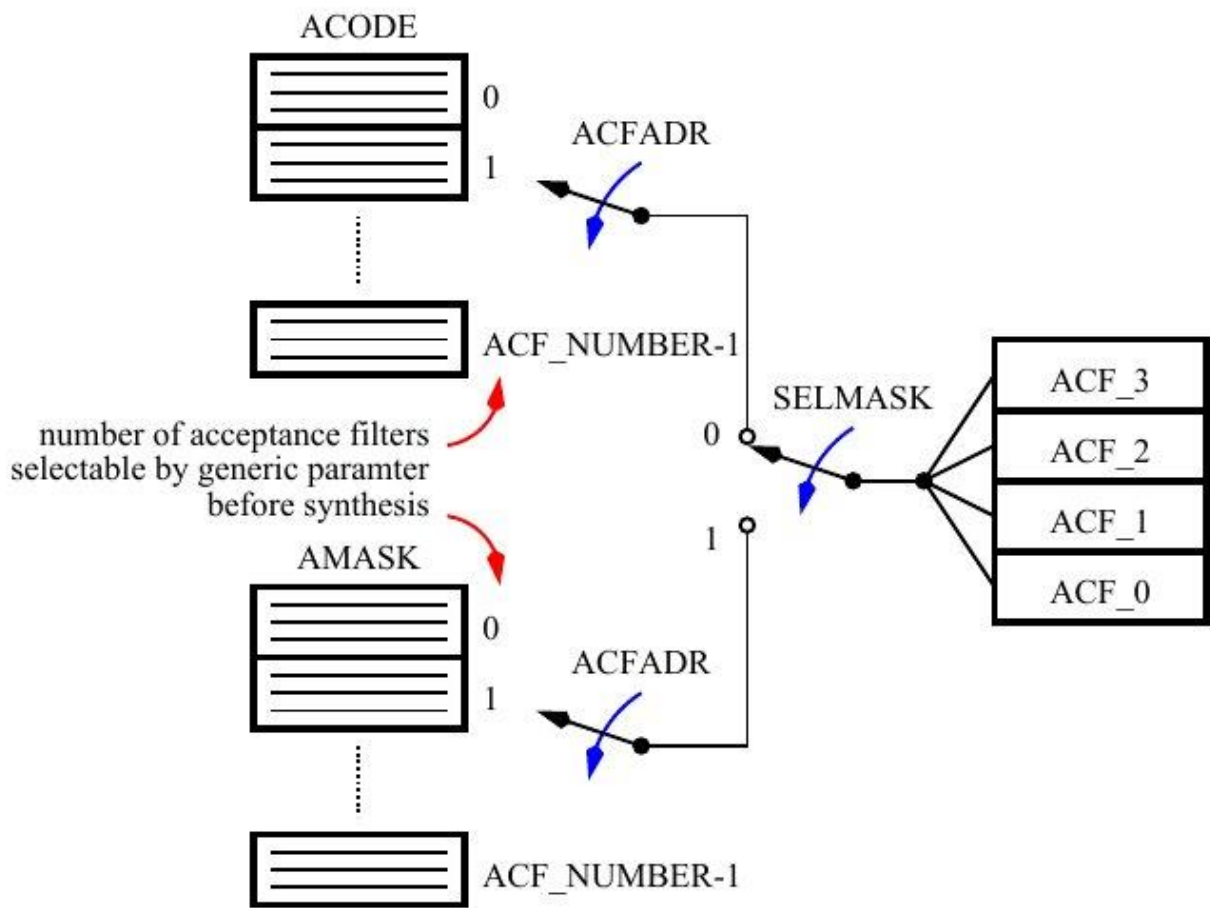 ACODE
0
1
ACFADR
ACF_NUMBER-1
number of acceptance filters
selectable by generic paramter
before synthesis
SELMASK
0
1
ACF_3
ACF_2
ACF_1
ACF_0
AMASK
0
1
ACFADR
ACF_NUMBER-1